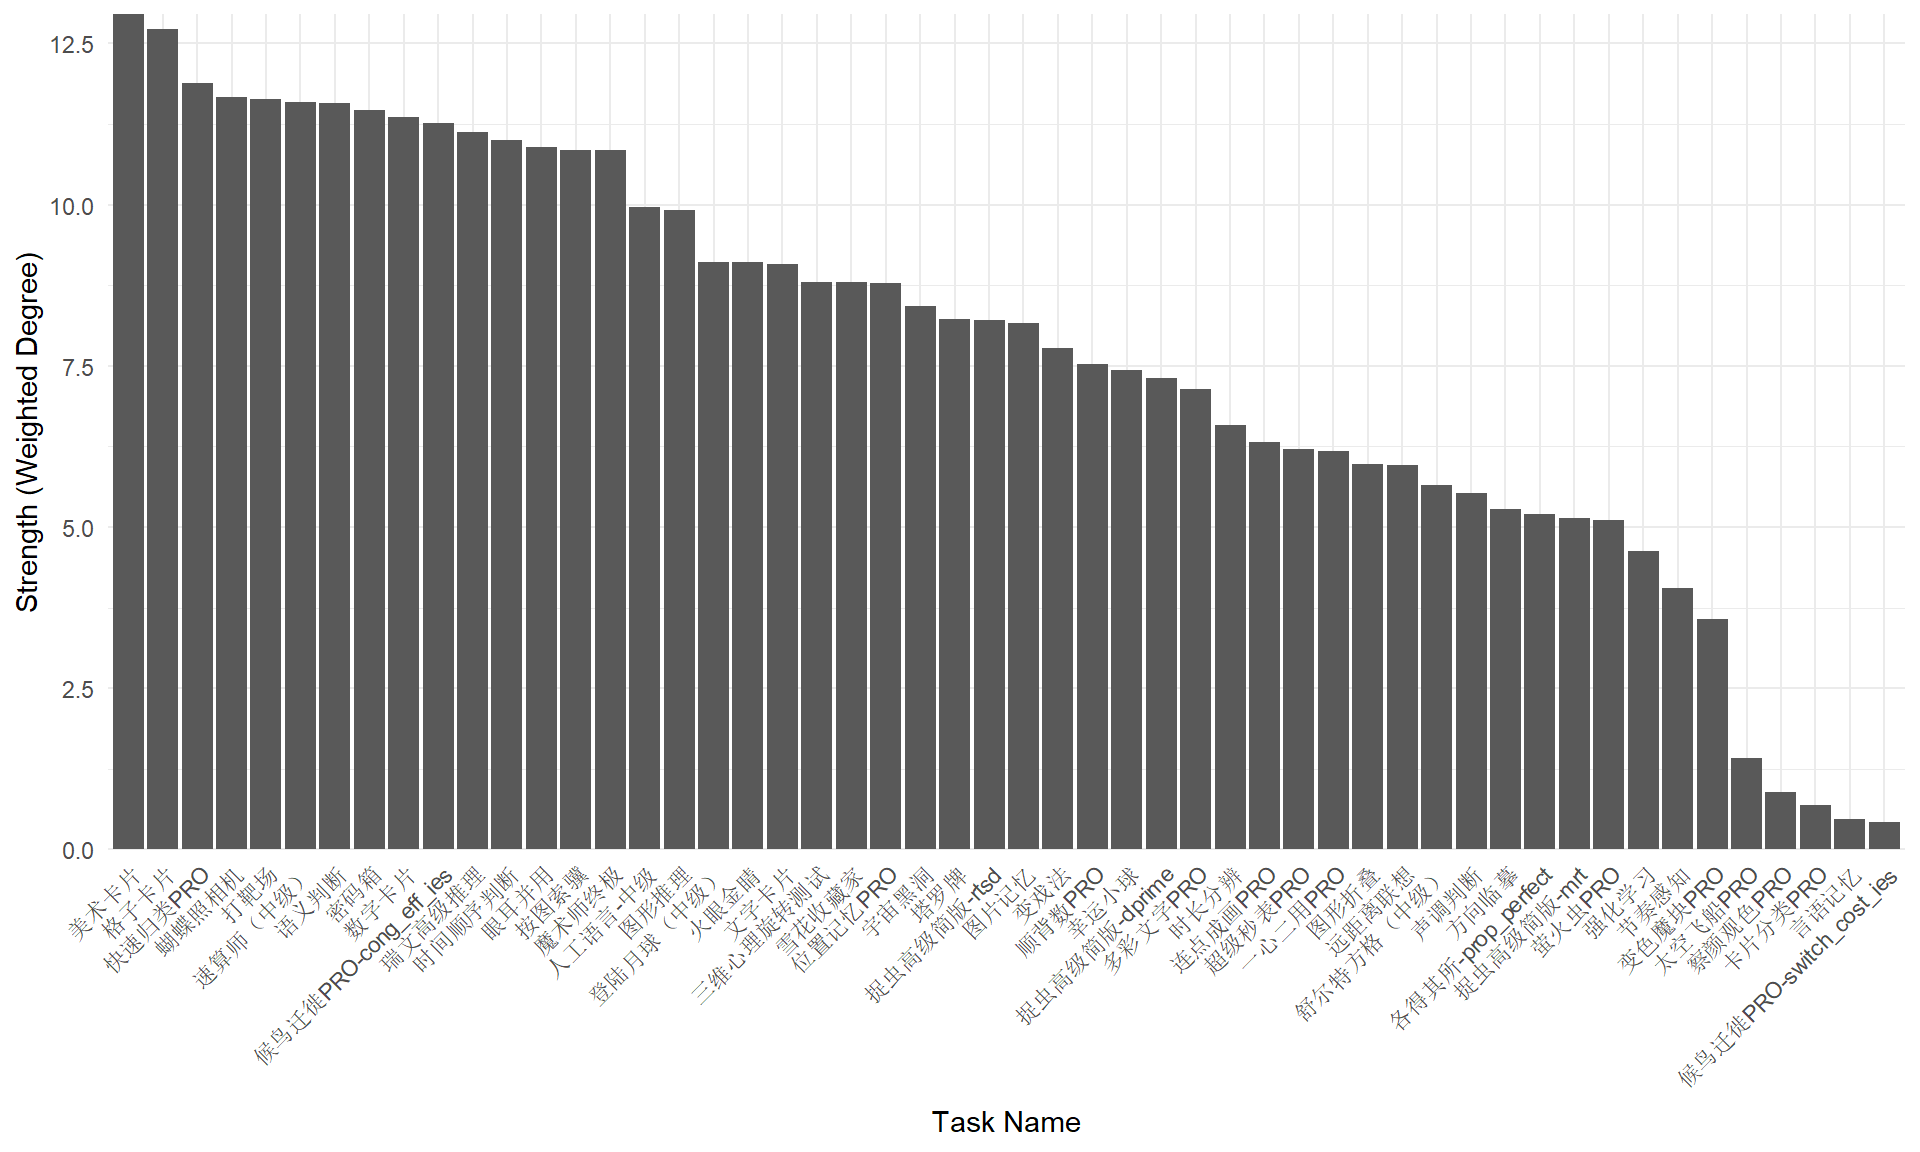 Strength (Weighted Degree)
12.5
10.0
7.5
5.0
2.5
0.0
美术卡片
格子卡片
快速归类PRO
蝴蝶照相机
打靶场
速算师（中级）
语义判断
密码箱
数字卡片
候鸟迁徙PRO-cong_eff_ies
瑞文高级推理
时间顺序判断
眼耳并用
按图索骥
魔术师终极
人工语言-中级
图形推理
登陆月球（中级）
火眼金睛
文字卡片
三维心理旋转测试
雪花收藏家
位置记忆PRO
宇宙黑洞
塔罗牌
捉虫高级简版-rtsd
图片记忆
变戏法
顺背数PRO
幸运小球
捉虫高级简版-dprime
多彩文字PRO
时长分辨
连点成画PRO
超级秒表PRO
一心二用PRO
图形折叠
远距离联想
舒尔特方格（中级）
声调判断
方向临摹
各得其所-prop_perfect
捉虫高级简版-mrt
萤火虫PRO
强化学习
节奏感知
变色魔块PRO
太空飞船PRO
察颜观色PRO
卡片分类PRO
言语记忆
候鸟迁徙PRO-switch_cost_ies
Task Name